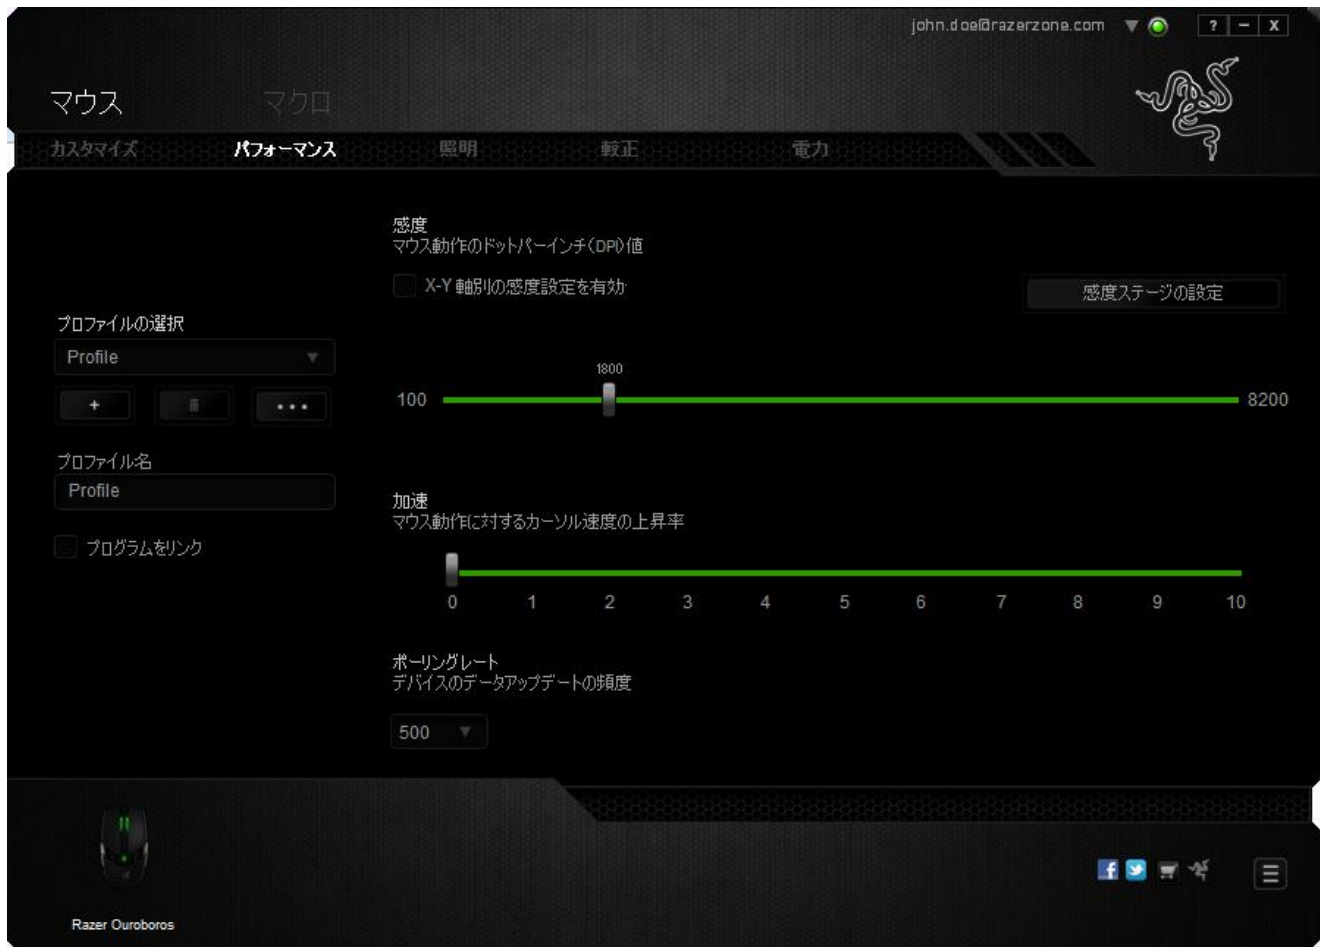 john.doe@razerzone.com
? — X
マウス マクロ
カスタマイズ パフォーマンス 照明 較正 電力
感度
マウス動作のドットパーインチ(DPI)値
X-Y 軸別の感度設定を有効
感度ステージの設定
プロファイルの選択
Profile
+ •••
プロファイル名
Profile
プログラムをリンク
1800
100 8200
加速
マウス動作に対するカーソル速度の上昇率
0 1 2 3 4 5 6 7 8 9 10
ポーリングレート
デバイスのデータアップデートの頻度
500
Razer Ouroboros